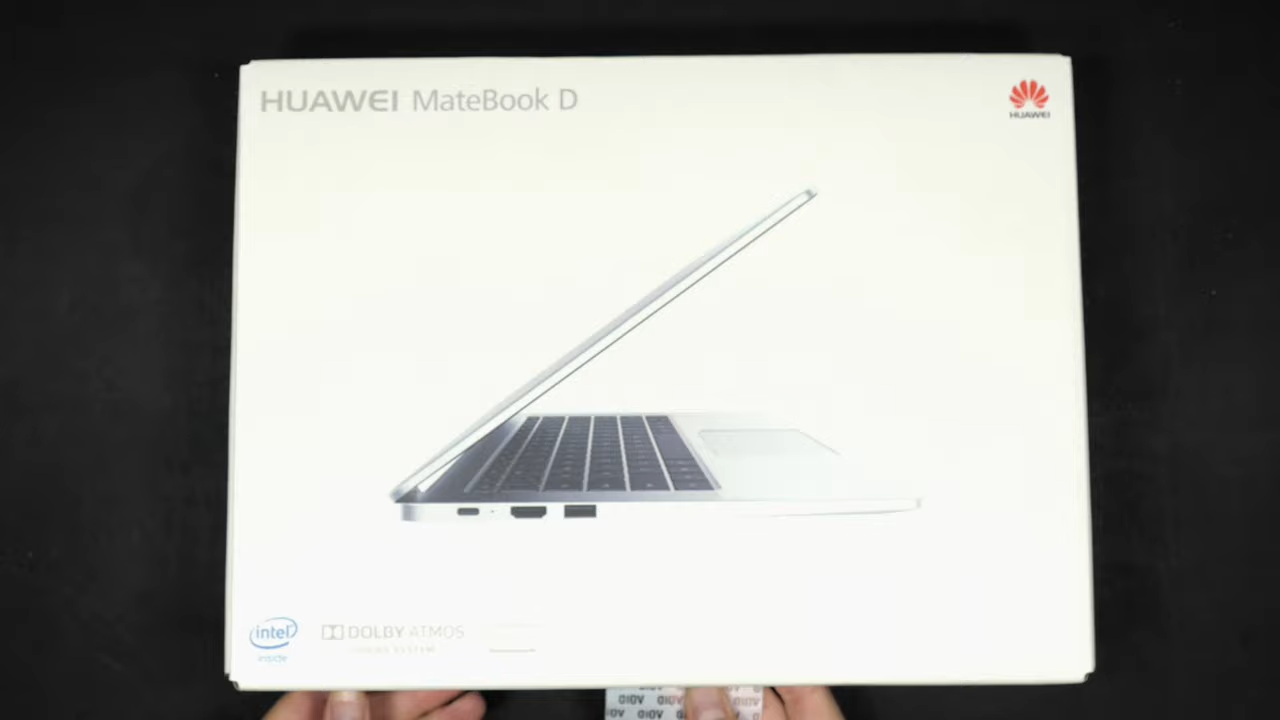 HUAWEI MateBook D
HUAWEI
intel
inside
DOLBY ATMOS